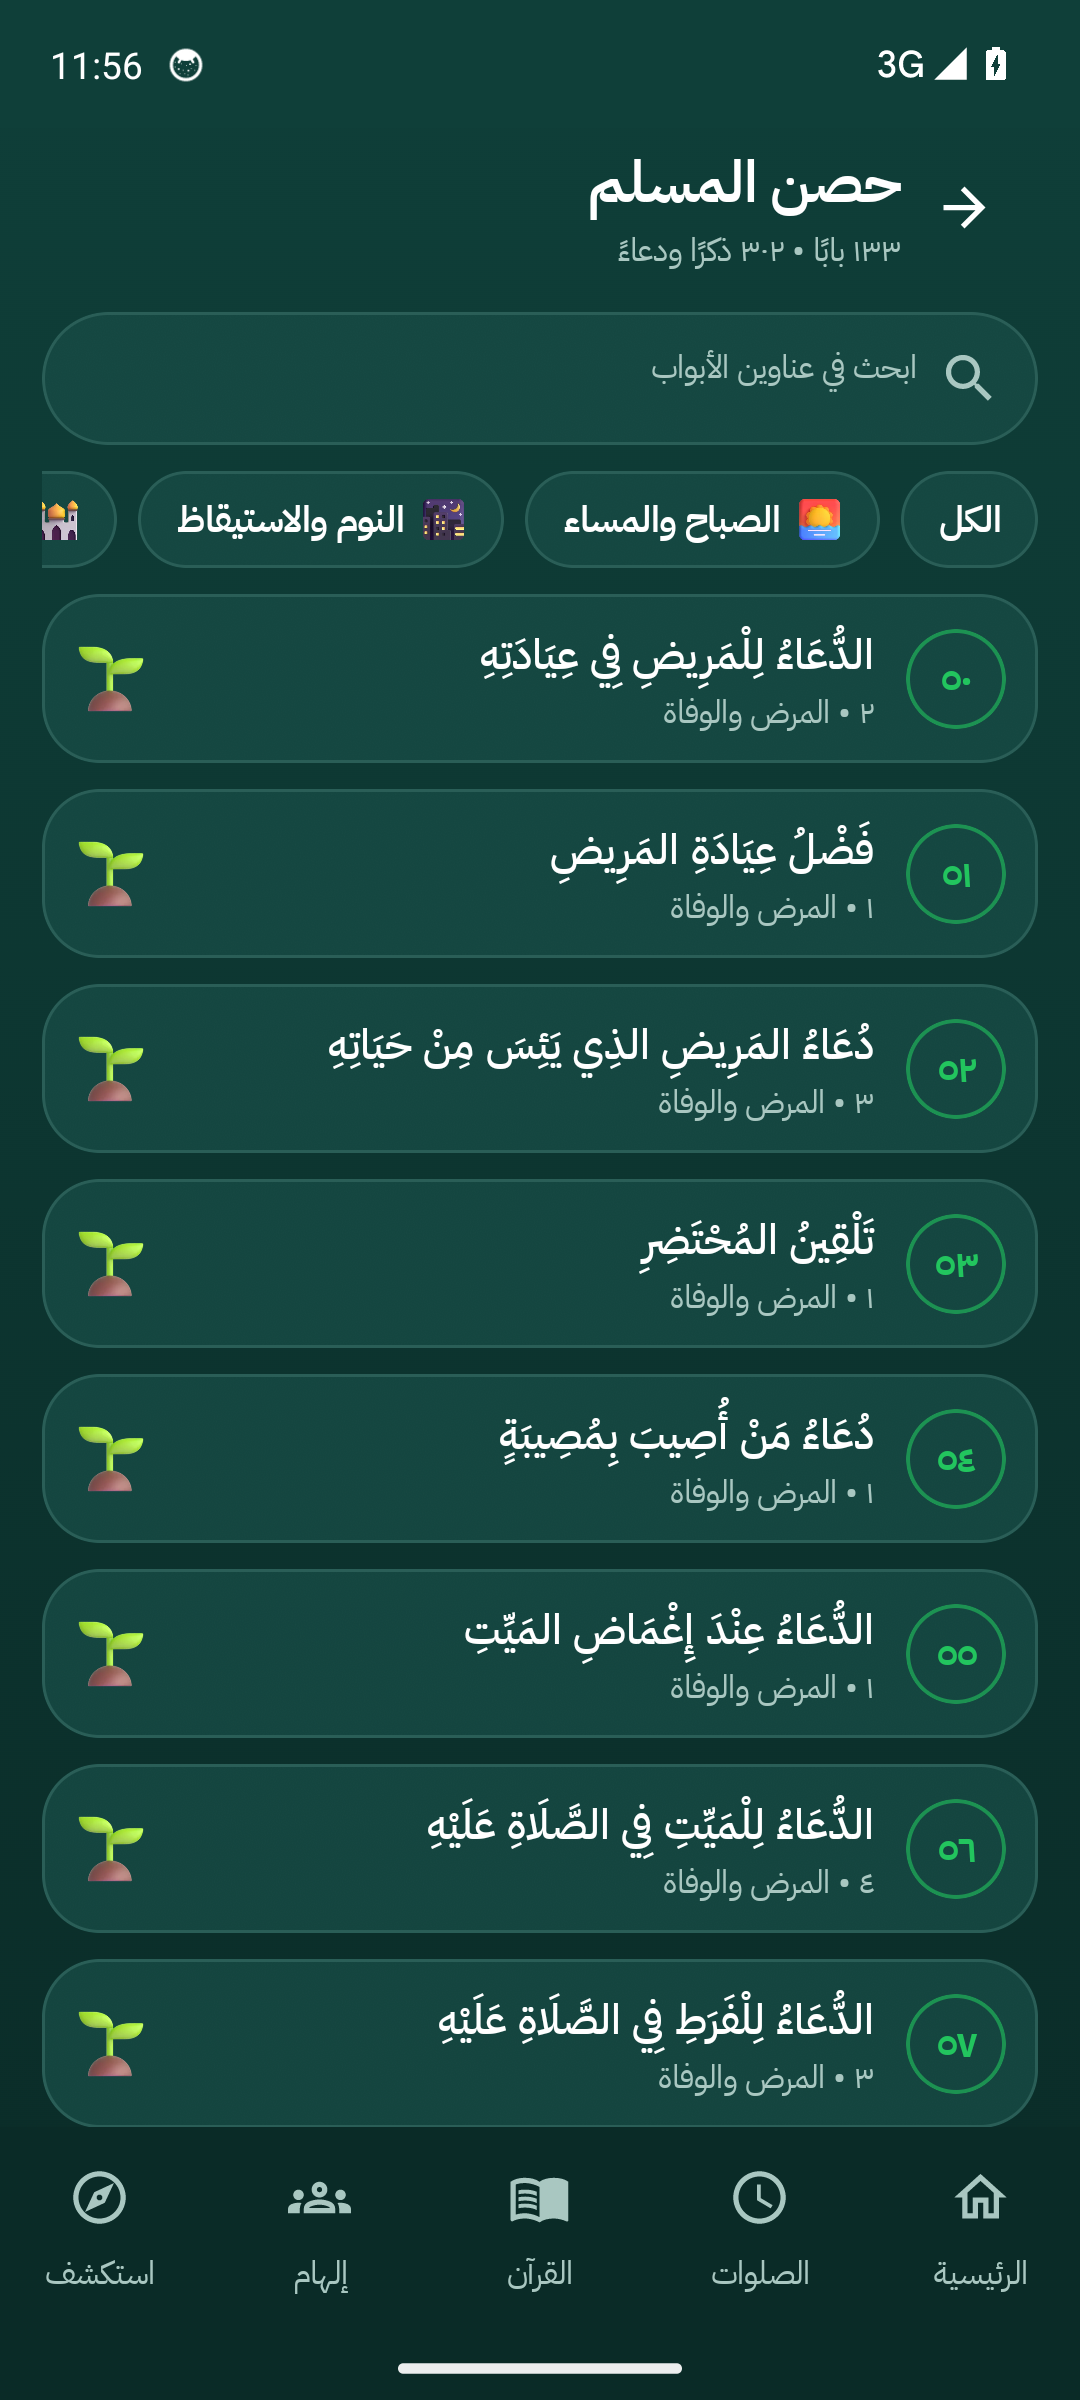 11:56
3G
حصن المسلم
١٣٣ بابًا • ٣٠٢ ذكرًا ودعاءً
ابحث في عناوين الأبواب
الكل
الصباح والمساء
النوم والاستيقاظ
٥٠
الدُّعَاءُ لِلْمَرِيضِ فِي عِيَادَتِهِ
٢ • المرض والوفاة
٥١
فَضْلُ عِيَادَةِ المَرِيضِ
١ • المرض والوفاة
٥٢
دُعَاءُ المَرِيضِ الذِي يَئِسَ مِنْ حَيَاتِهِ
٣ • المرض والوفاة
٥٣
تَلْقِينُ المُحْتَضِرِ
١ • المرض والوفاة
٥٤
دُعَاءُ مَنْ أُصِيبَ بِمُصِيبَةٍ
١ • المرض والوفاة
٥٥
الدُّعَاءُ عِنْدَ إِغْمَاضِ المَيِّتِ
١ • المرض والوفاة
٥٦
الدُّعَاءُ لِلْمَيِّتِ فِي الصَّلَاةِ عَلَيْهِ
٤ • المرض والوفاة
٥٧
الدُّعَاءُ لِلْفَرَطِ فِي الصَّلَاةِ عَلَيْهِ
٣ • المرض والوفاة
الرئيسية
الصلوات
القرآن
إلهام
استكشف